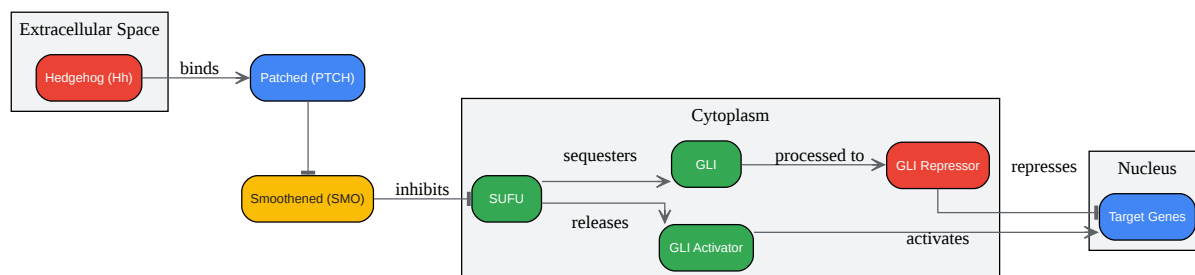 Extracellular Space
Hedgehog (Hh)
binds
Patched (PTCH)
Smoothened (SMO)
inhibits
Cytoplasm
SUFU
sequesters
GLI
processed to
GLI Repressor
releases
GLI Activator
represses
activates
Nucleus
Target Genes